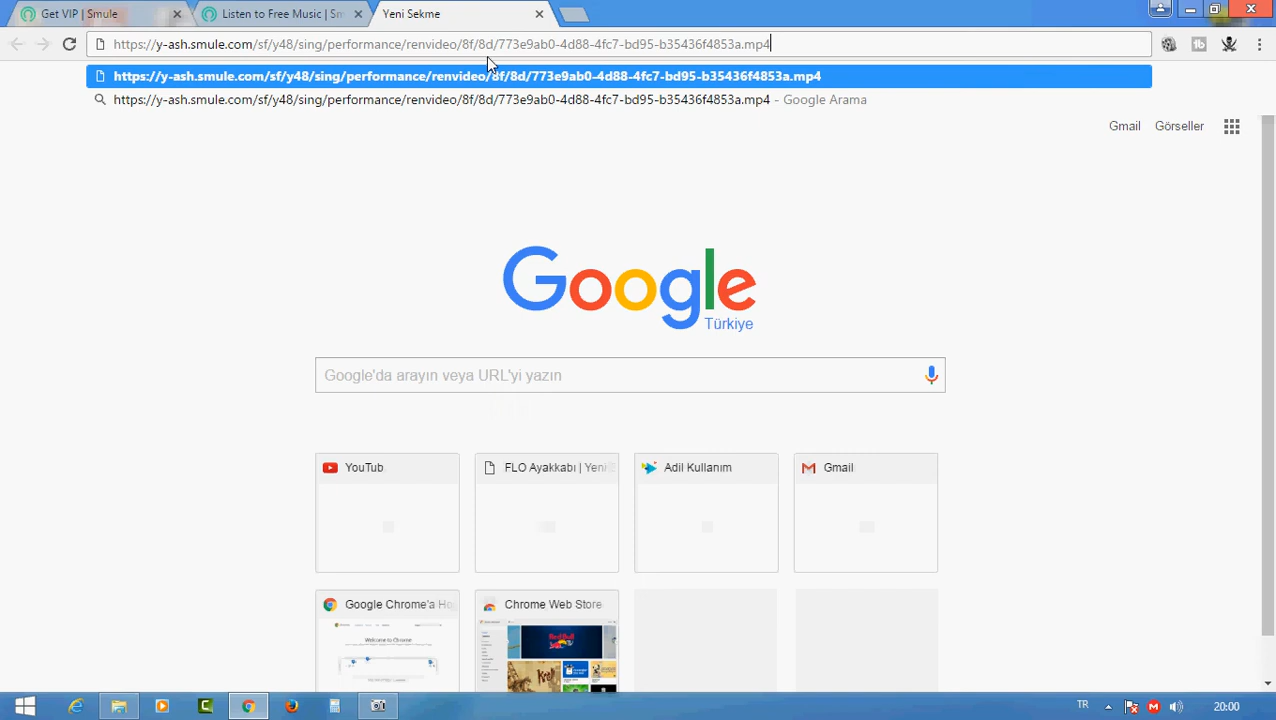 Get VIP | Smule
Listen to Free Music | Sm
Yeni Sekme
https://y-ash.smule.com/sf/y48/sing/performance/renvideo/8f/8d/773e9ab0-4d88-4fc7-bd95-b35436f4853a.mp4
https://y-ash.smule.com/sf/y48/sing/performance/renvideo/8f/8d/773e9ab0-4d88-4fc7-bd95-b35436f4853a.mp4
https://y-ash.smule.com/sf/y48/sing/performance/renvideo/8f/8d/773e9ab0-4d88-4fc7-bd95-b35436f4853a.mp4 - Google Arama
Gmail Görseller
Google
Türkiye
Google'da arayın veya URL'yi yazın
YouTub
FLO Ayakkabı | Yeni
Adil Kullanım
Gmail
Google Chrome'a Ho
Chrome Web Store
TR
20:00